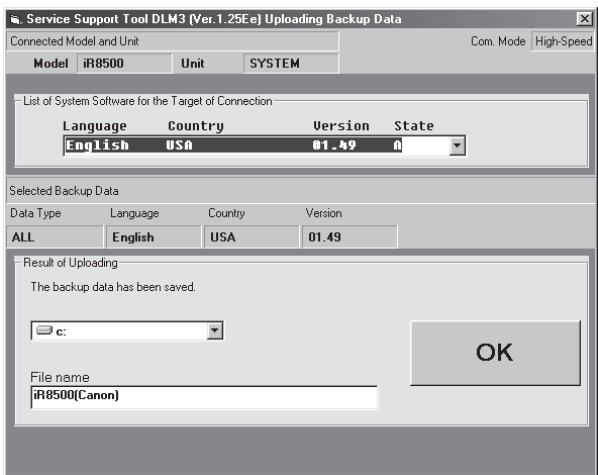 Service Support Tool DLM3 (Ver.1.25Ee) Uploading Backup Data
Connected Model and Unit Com. Mode High-Speed
Model iR8500 Unit SYSTEM
List of System Software for the Target of Connection
Language Country Version State
English USA 01.49 A
Selected Backup Data
Data Type Language Country Version
ALL English USA 01.49
Result of Uploading
The backup data has been saved.
c:
OK
File name
iR8500(Canon)